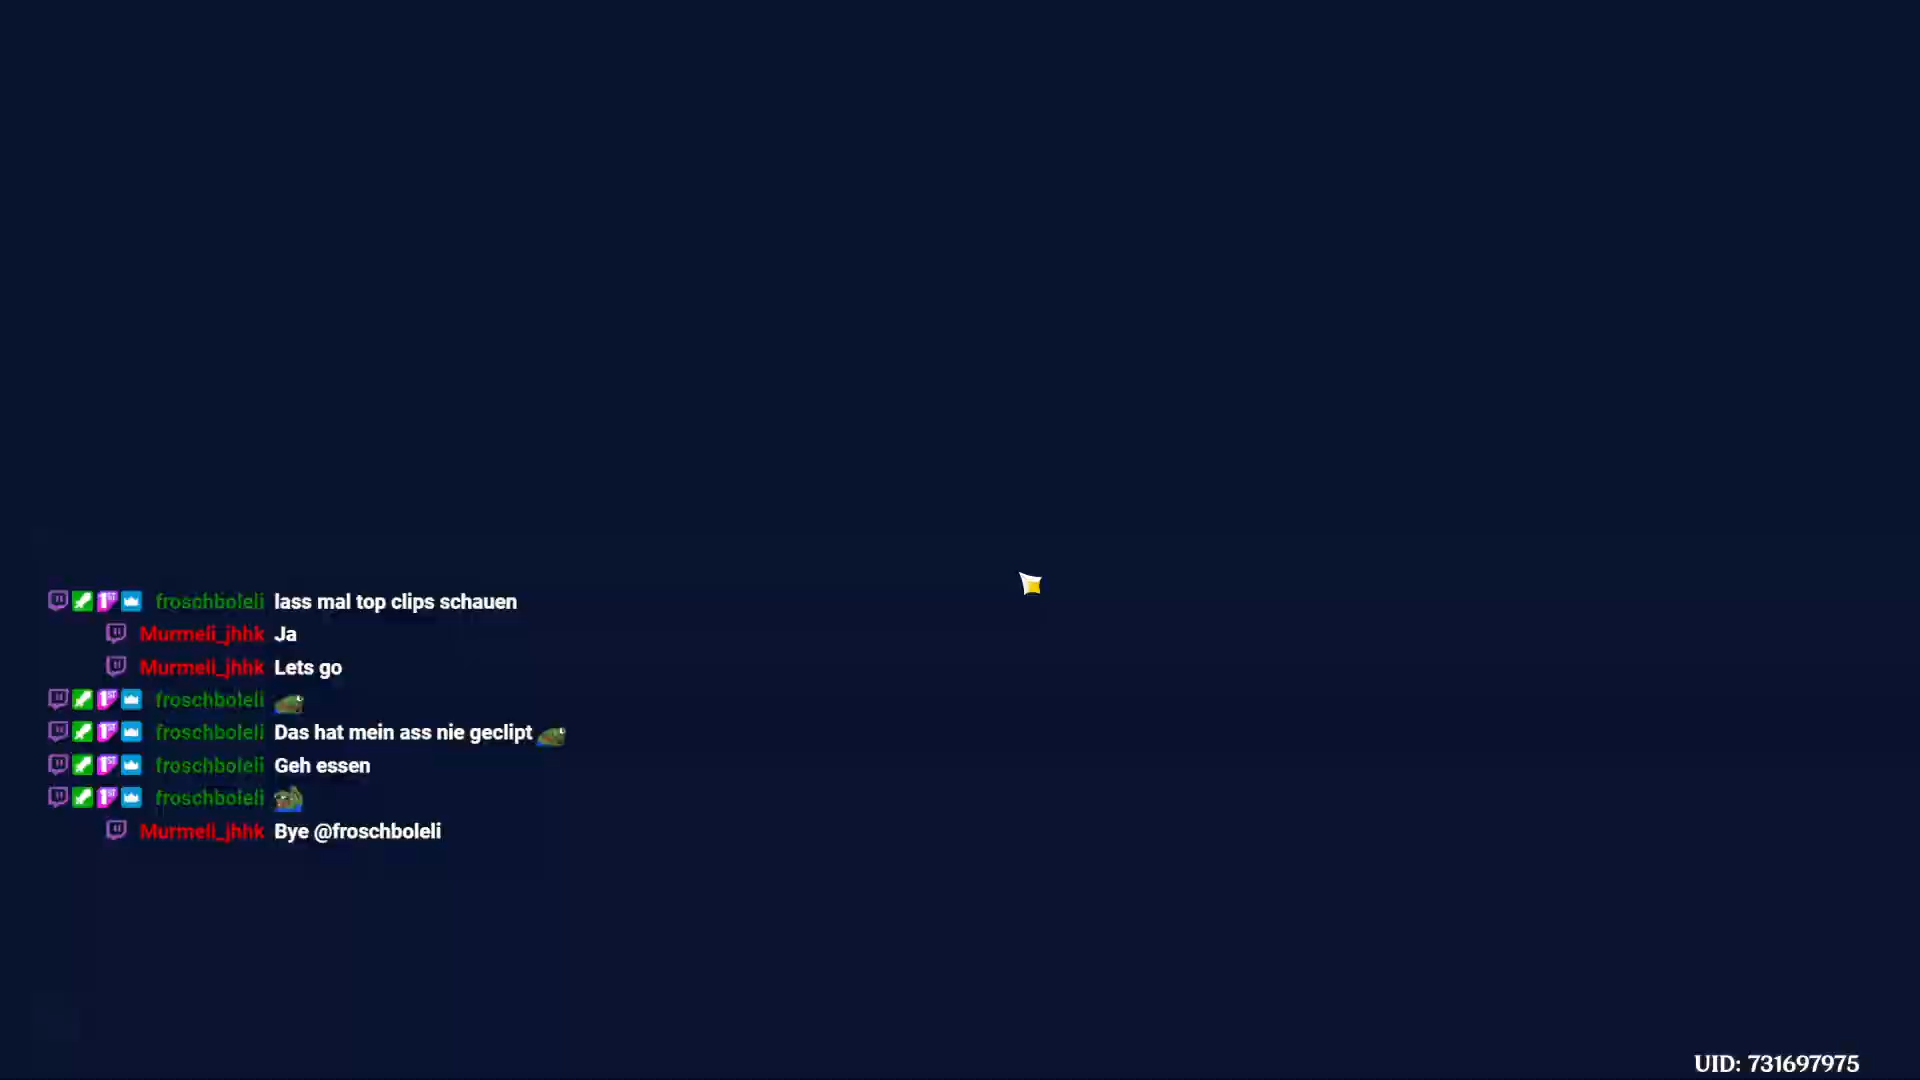 froschboleli lass mal top clips schauen
Murmeli_jhhk Ja
Murmeli_jhhk Lets go
froschboleli
froschboleli Das hat mein ass nie geclipt
froschboleli Geh essen
froschboleli
Murmeli_jhhk Bye @froschboleli
UID: 731697975